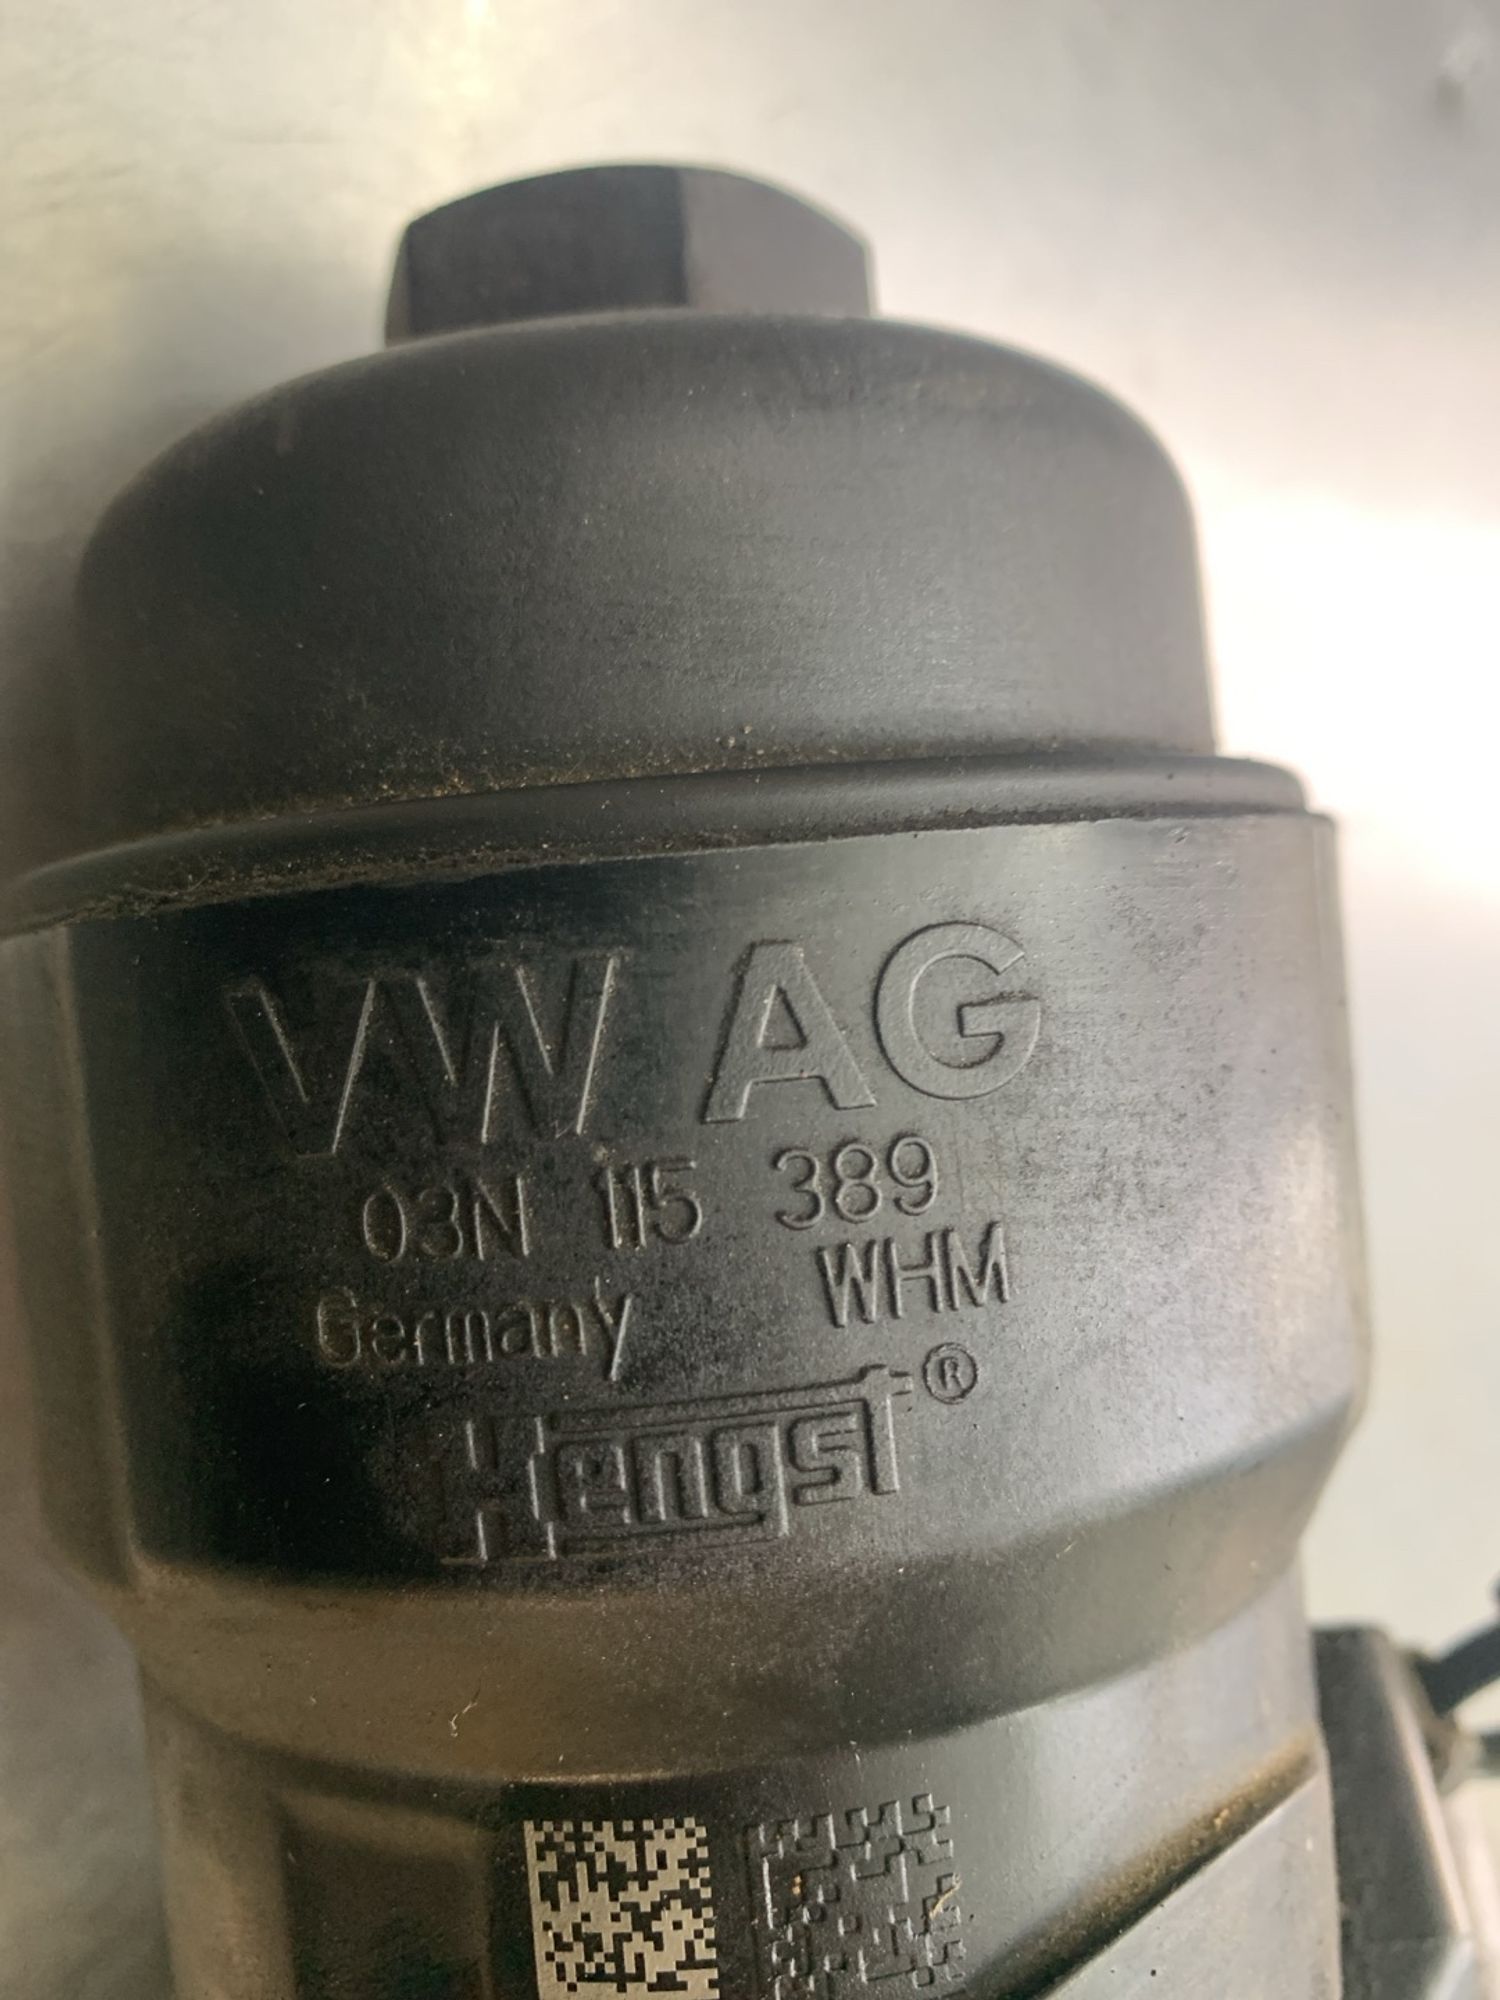 VW AG
03N 115 389
Germany WHM
Hengst®